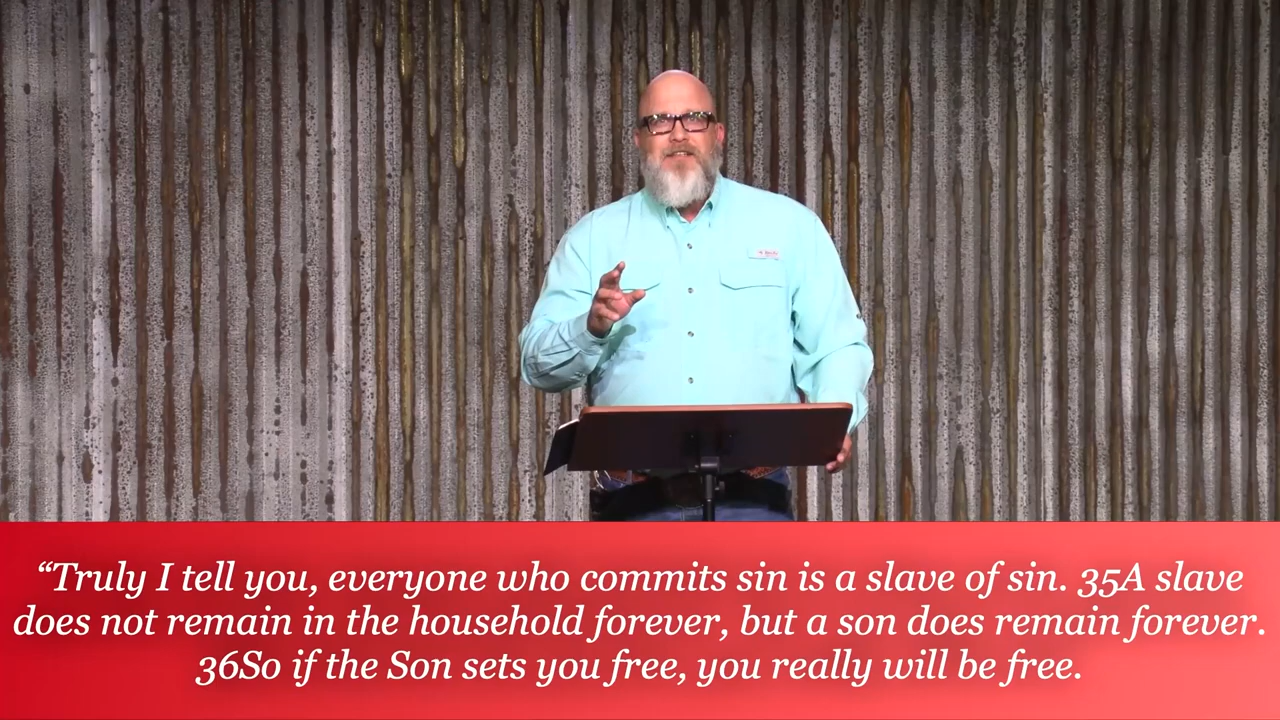 “Truly I tell you, everyone who commits sin is a slave of sin. 35A slave
does not remain in the household forever, but a son does remain forever.
36So if the Son sets you free, you really will be free.